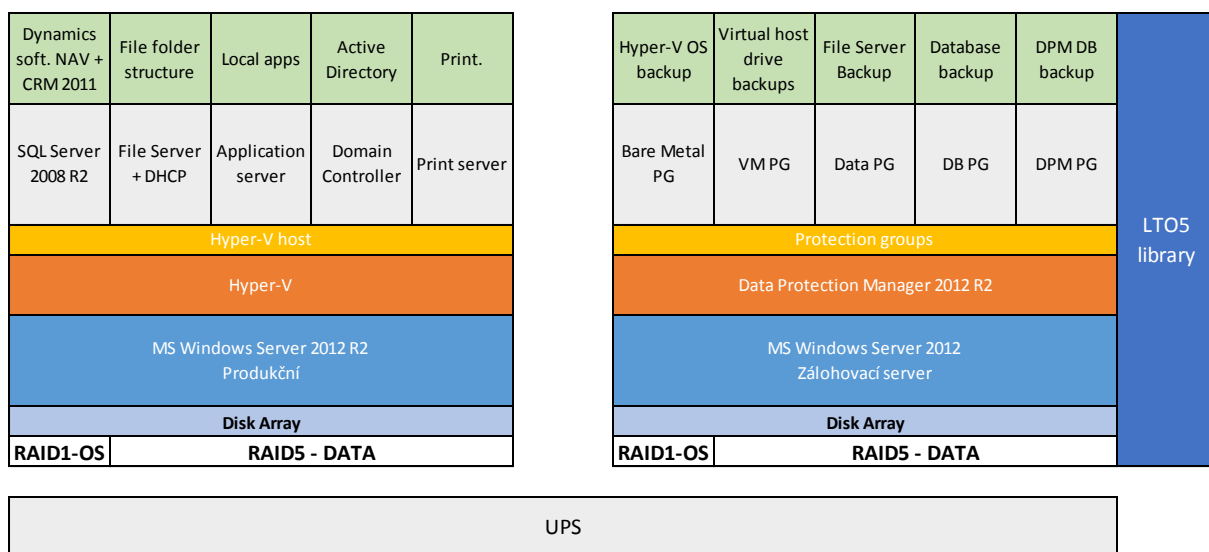 Dynamics
soft. NAV +
CRM 2011
File folder
structure
Local apps
Active
Directory
Print.
SQL Server
2008 R2
File Server
+ DHCP
Application
server
Domain
Controller
Print server
Hyper-V host
Hyper-V
MS Windows Server 2012 R2
Produkční
Disk Array
RAID1-OS
RAID5 - DATA
Hyper-V OS
backup
Virtual host
drive
backups
File Server
Backup
Database
backup
DPM DB
backup
Bare Metal
PG
VM PG
Data PG
DB PG
DPM PG
Protection groups
Data Protection Manager 2012 R2
MS Windows Server 2012
Zálohovací server
Disk Array
RAID1-OS
RAID5 - DATA
LTO5
library
UPS